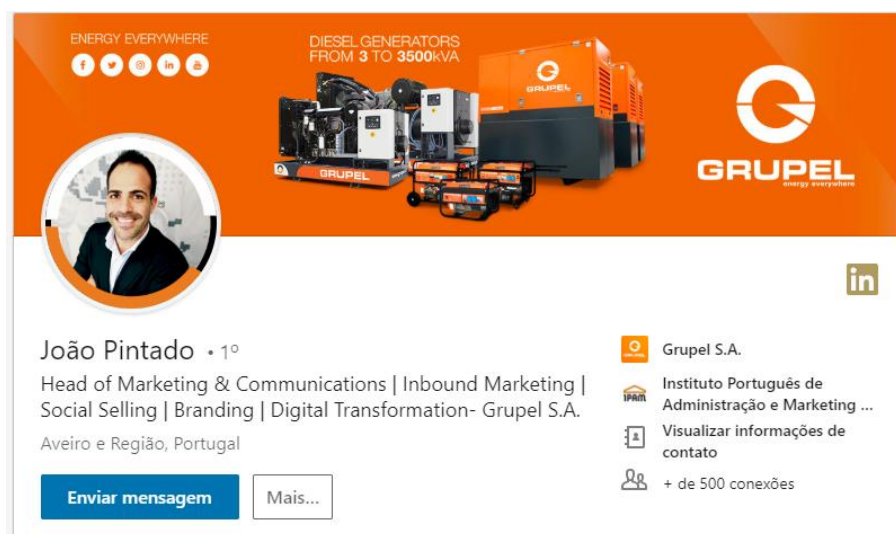 ENERGY EVERYWHERE
DIESEL GENERATORS
FROM 3 TO 3500kVA
GRUPEL
GRUPEL
GRUPEL
energy everywhere
in
João Pintado • 1º
Head of Marketing & Communications | Inbound Marketing |
Social Selling | Branding | Digital Transformation- Grupel S.A.
Aveiro e Região, Portugal
Enviar mensagem
Mais...
Grupel S.A.
IPAM
Instituto Português de
Administração e Marketing ...
Visualizar informações de
contato
+ de 500 conexões